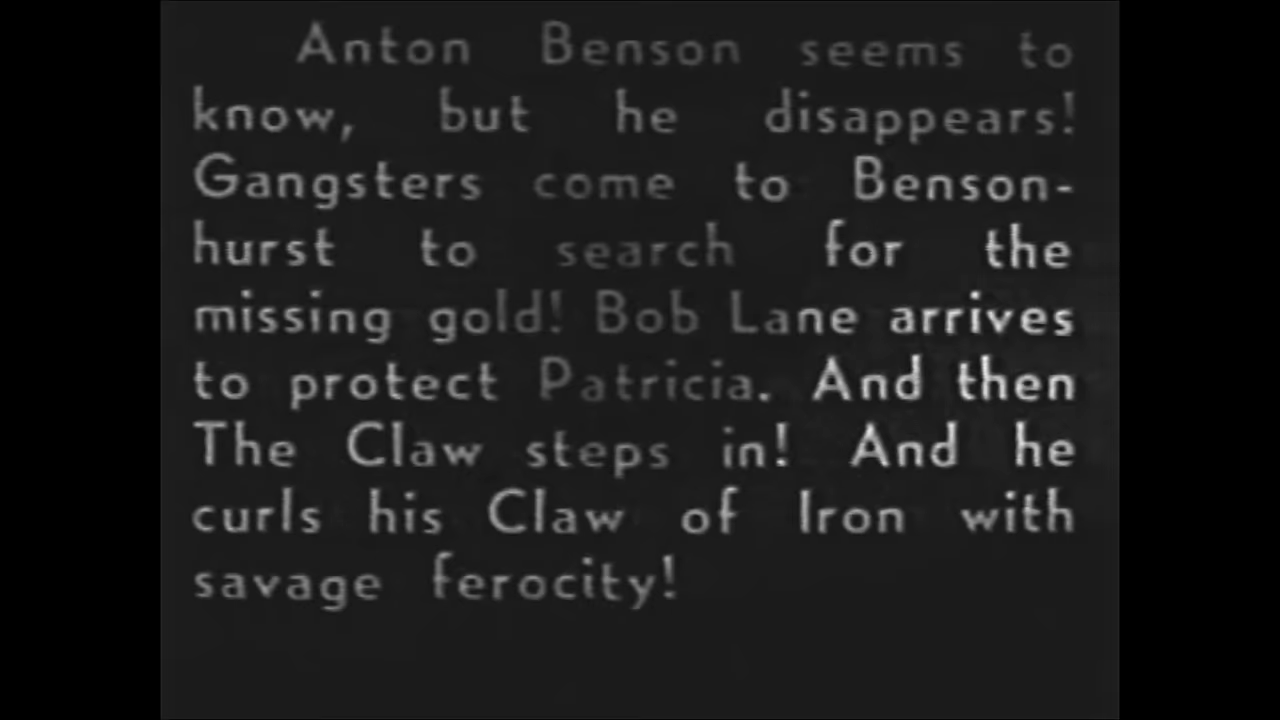 Anton Benson seems to
know, but he disappears!
Gangsters come to Benson-
hurst to search for the
missing gold! Bob Lane arrives
to protect Patricia. And then
The Claw steps in! And he
curls his Claw of Iron with
savage ferocity!